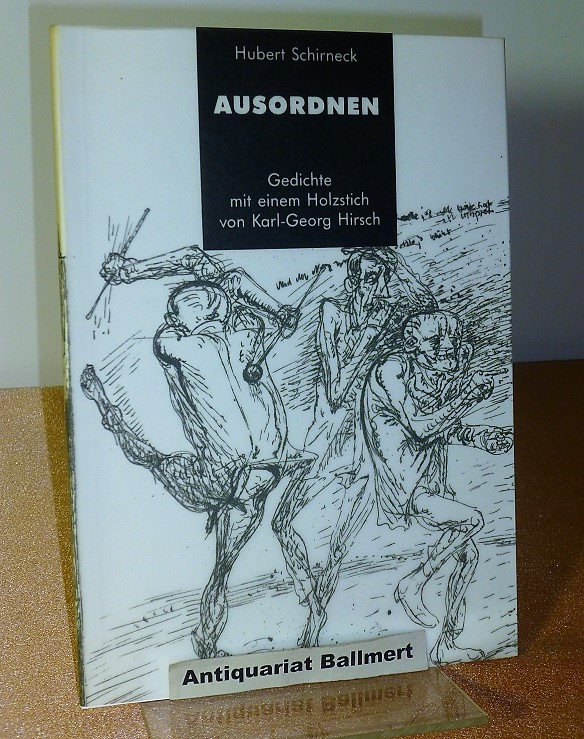 Hubert Schirneck
AUSORDNEN
Gedichte
mit einem Holzstich
von Karl-Georg Hirsch
Antiquariat Ballmert